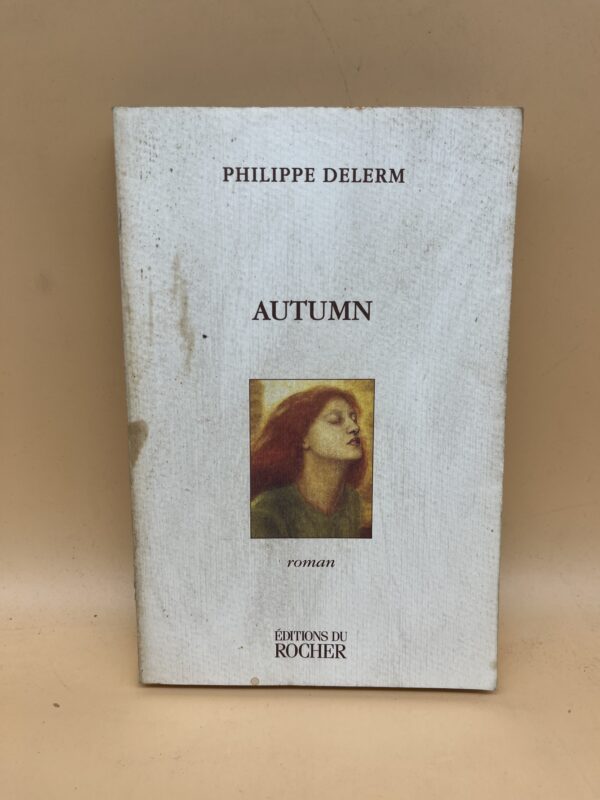 PHILIPPE DELERM
AUTUMN
roman
ÉDITIONS DU
ROCHER